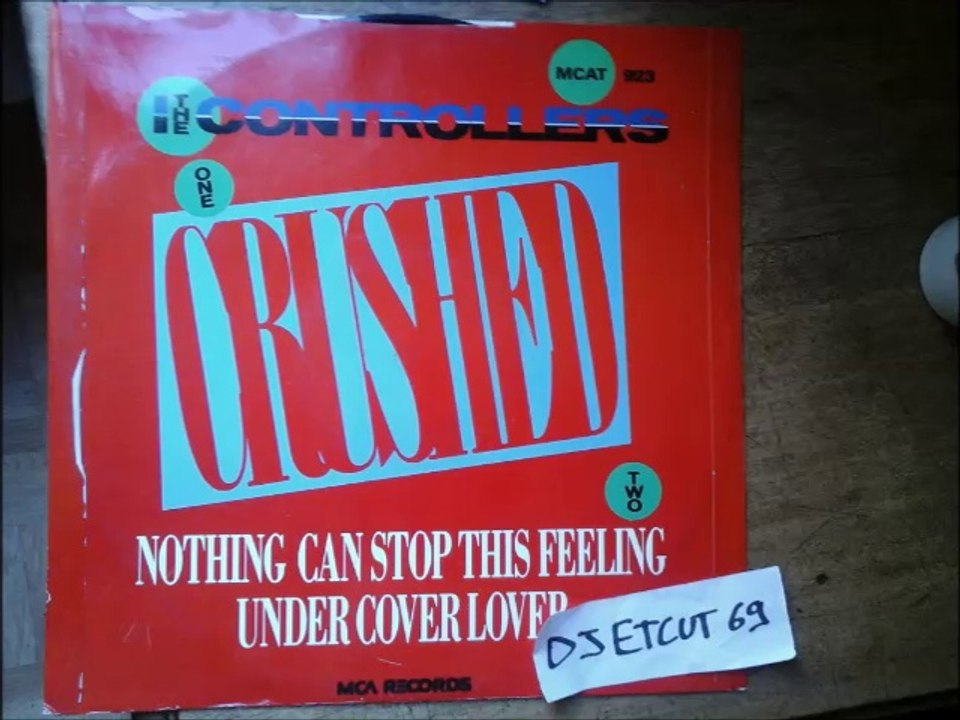 MCAT 923
THE CONTROLLERS
ONE
CRUSHED
TWO
NOTHING CAN STOP THIS FEELING
UNDER COVER LOVER
MCA RECORDS
DJ ETCUT 69